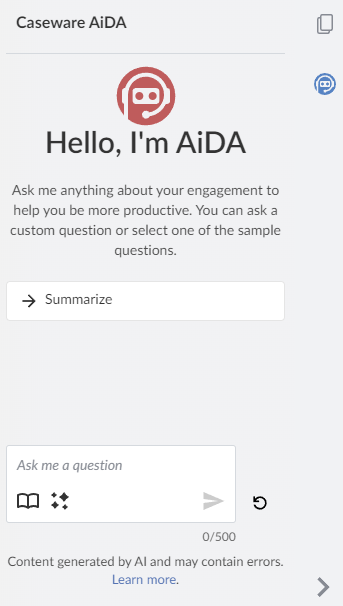 Caseware AiDA
Hello, I'm AiDA
Ask me anything about your engagement to
help you be more productive. You can ask a
custom question or select one of the sample
questions.
Summarize
Ask me a question
0/500
Content generated by AI and may contain errors.
Learn more.